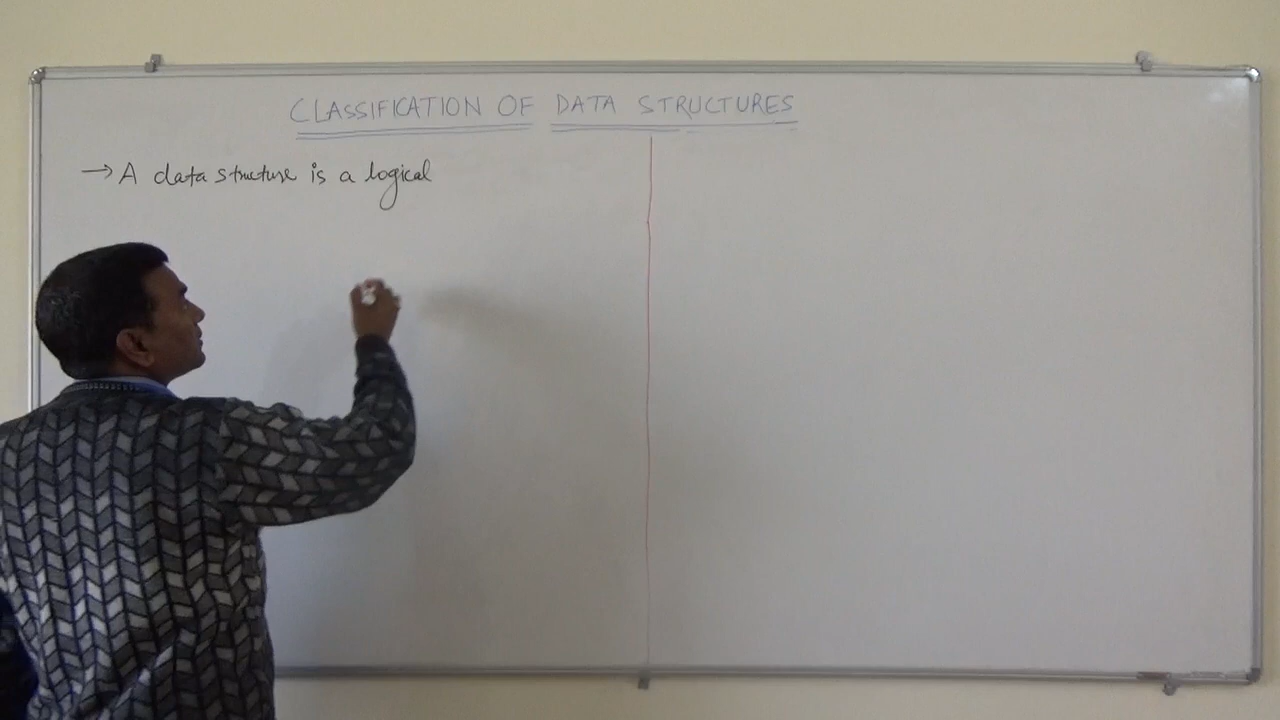 CLASSIFICATION OF DATA STRUCTURES
→ A data structure is a logical